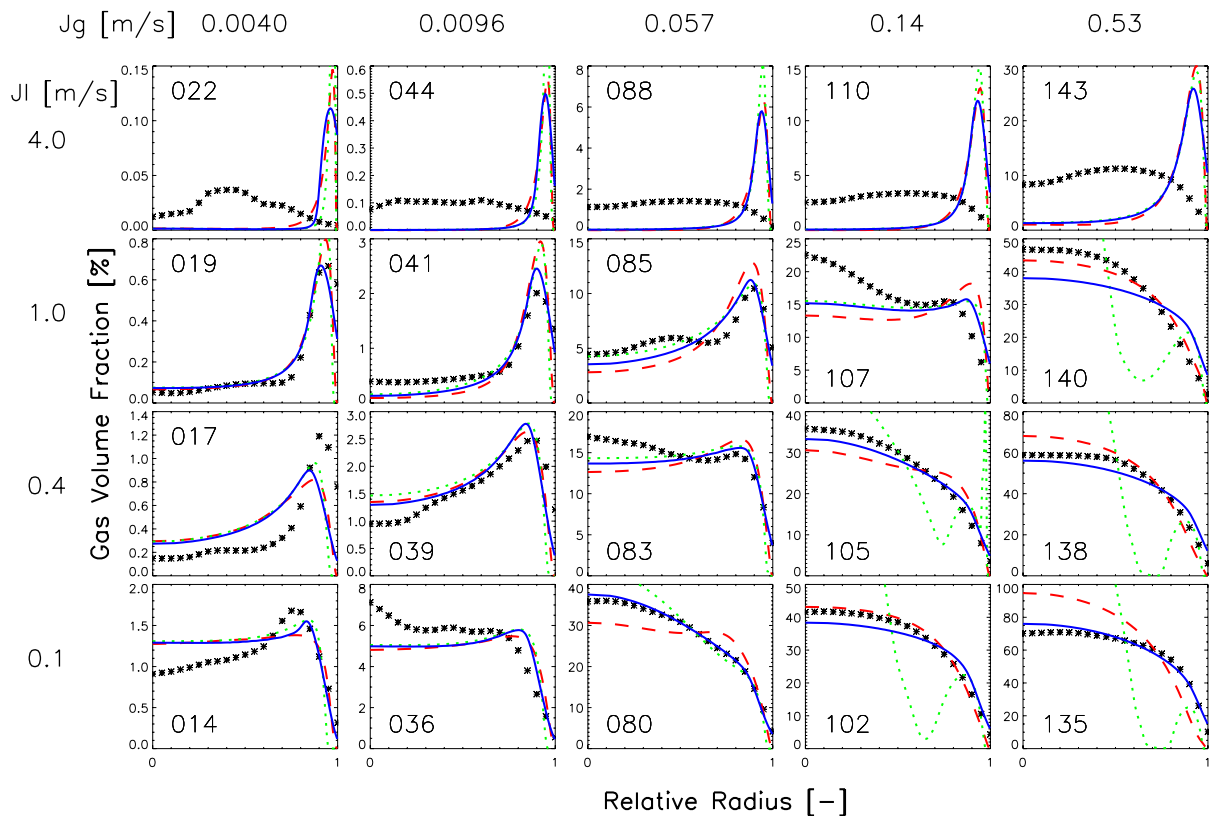 Jg [m/s] 0.0040 0.0096 0.057 0.14 0.53
Jl [m/s]
4.0
1.0
0.4
0.1
Gas Volume Fraction [%]
0.15 0.10 0.05 0.00 022
0.6 0.5 0.4 0.3 0.2 0.1 0.0 044
8 6 4 2 0 088
15 10 5 0 110
30 20 10 0 143
0.8 0.6 0.4 0.2 0.0 019
3 2 1 0 041
15 10 5 0 085
25 20 15 10 5 0 107
50 40 30 20 10 0 140
1.4 1.2 1.0 0.8 0.6 0.4 0.2 0.0 017
3.0 2.5 2.0 1.5 1.0 0.5 0.0 039
20 15 10 5 0 083
40 30 20 10 0 105
80 60 40 20 0 138
2.0 1.5 1.0 0.5 0.0 014
8 6 4 2 0 036
40 30 20 10 0 080
50 40 30 20 10 0 102
100 80 60 40 20 0 135
0 1 0 1 0 1 0 1 0 1
Relative Radius [-]